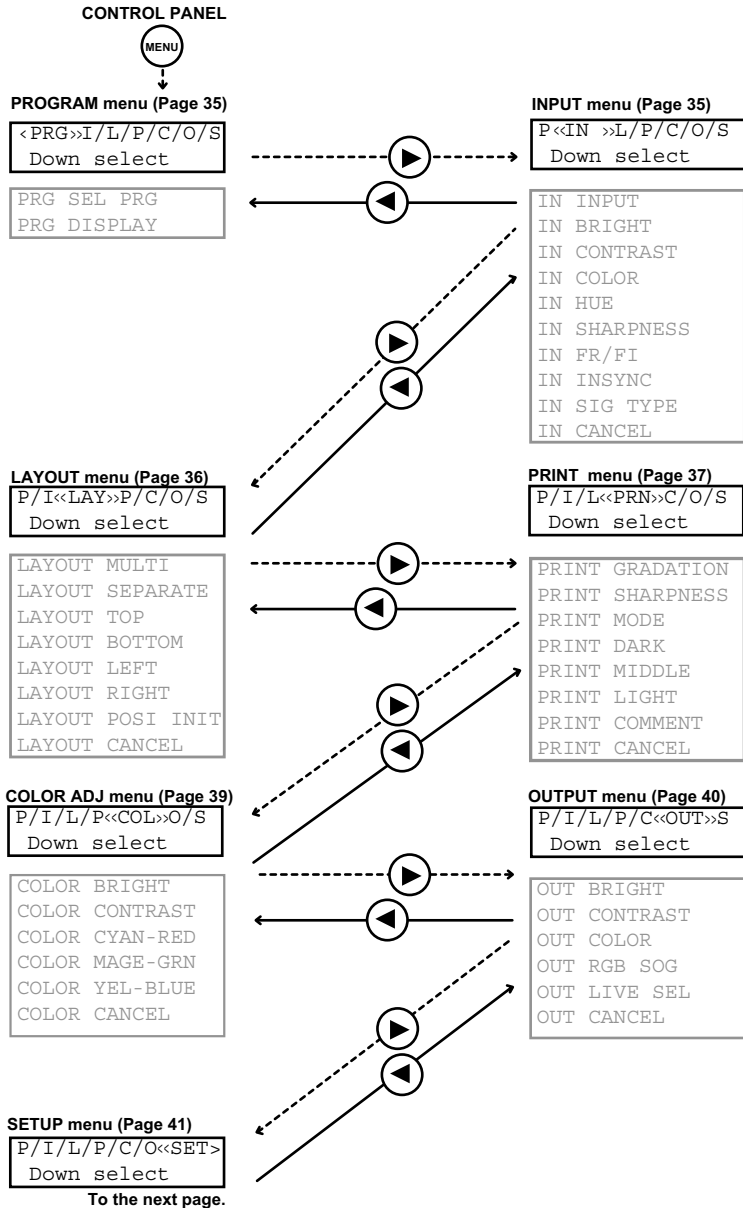 CONTROL PANEL
MENU
PROGRAM menu (Page 35)
<PRG»I/L/P/C/O/S
Down select
PRG SEL PRG
PRG DISPLAY
INPUT menu (Page 35)
P«IN »L/P/C/O/S
Down select
IN INPUT
IN BRIGHT
IN CONTRAST
IN COLOR
IN HUE
IN SHARPNESS
IN FR/FI
IN INSYNC
IN SIG TYPE
IN CANCEL
LAYOUT menu (Page 36)
P/I«LAY»P/C/O/S
Down select
LAYOUT MULTI
LAYOUT SEPARATE
LAYOUT TOP
LAYOUT BOTTOM
LAYOUT LEFT
LAYOUT RIGHT
LAYOUT POSI INIT
LAYOUT CANCEL
PRINT menu (Page 37)
P/I/L«PRN»C/O/S
Down select
PRINT GRADATION
PRINT SHARPNESS
PRINT MODE
PRINT DARK
PRINT MIDDLE
PRINT LIGHT
PRINT COMMENT
PRINT CANCEL
COLOR ADJ menu (Page 39)
P/I/L/P«COL»O/S
Down select
COLOR BRIGHT
COLOR CONTRAST
COLOR CYAN-RED
COLOR MAGE-GRN
COLOR YEL-BLUE
COLOR CANCEL
OUTPUT menu (Page 40)
P/I/L/P/C«OUT»S
Down select
OUT BRIGHT
OUT CONTRAST
OUT COLOR
OUT RGB SOG
OUT LIVE SEL
OUT CANCEL
SETUP menu (Page 41)
P/I/L/P/C/O«SET>
Down select
To the next page.